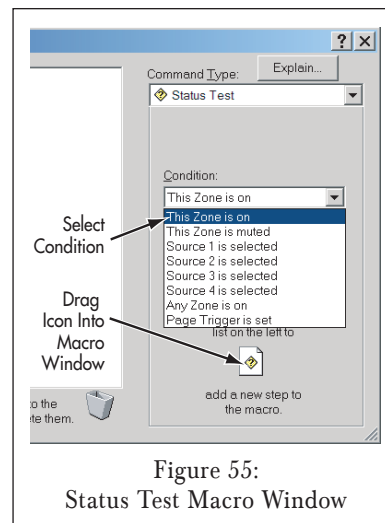 Command Type:
Explain...
Status Test
Condition:
This Zone is on
This Zone is on
This Zone is muted
Source 1 is selected
Source 2 is selected
Source 3 is selected
Source 4 is selected
Any Zone is on
Page Trigger is set
list on the left to
add a new step to
the macro.
Select
Condition
Drag
Icon Into
Macro
Window
to the
ete them.
Figure 55:
Status Test Macro Window